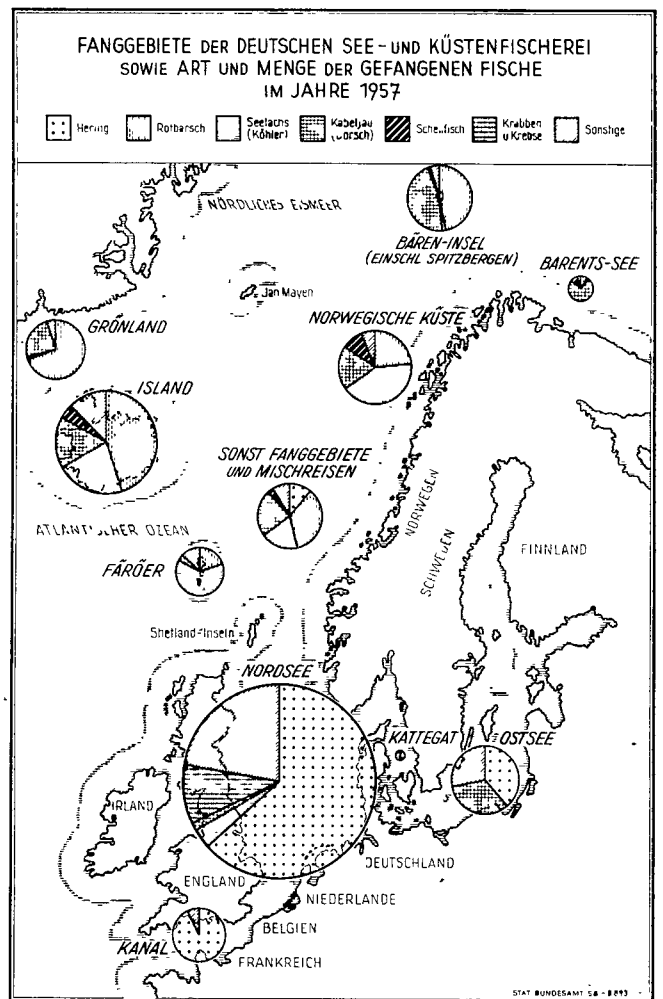 FANGGEBIETE DER DEUTSCHEN SEE- UND KÜSTENFISCHEREI
SOWIE ART UND MENGE DER GEFANGENEN FISCHE
IM JAHRE 1957
Hering
Rotbarsch
Seelachs
(Köhler)
Kabeljau
(Dorsch)
Schellfisch
Krabben
u Krebse
Sonstige
NÖRDLICHES EISMEER
BÄREN-INSEL
(EINSCHL SPITZBERGEN)
BARENTS-SEE
Jan Mayen
GRÖNLAND
NORWEGISCHE KÜSTE
ISLAND
SONST FANGGEBIETE
UND MISCHREISEN
ATLANTISCHER OZEAN
NORWEGEN
SCHWEDEN
FINNLAND
FÄRÖER
Shetland-Inseln
NORDSEE
KATTEGAT
OSTSEE
IRLAND
DEUTSCHLAND
ENGLAND
NIEDERLANDE
BELGIEN
KANAL
FRANKREICH
STAT BUNDESAMT 58 - 8893